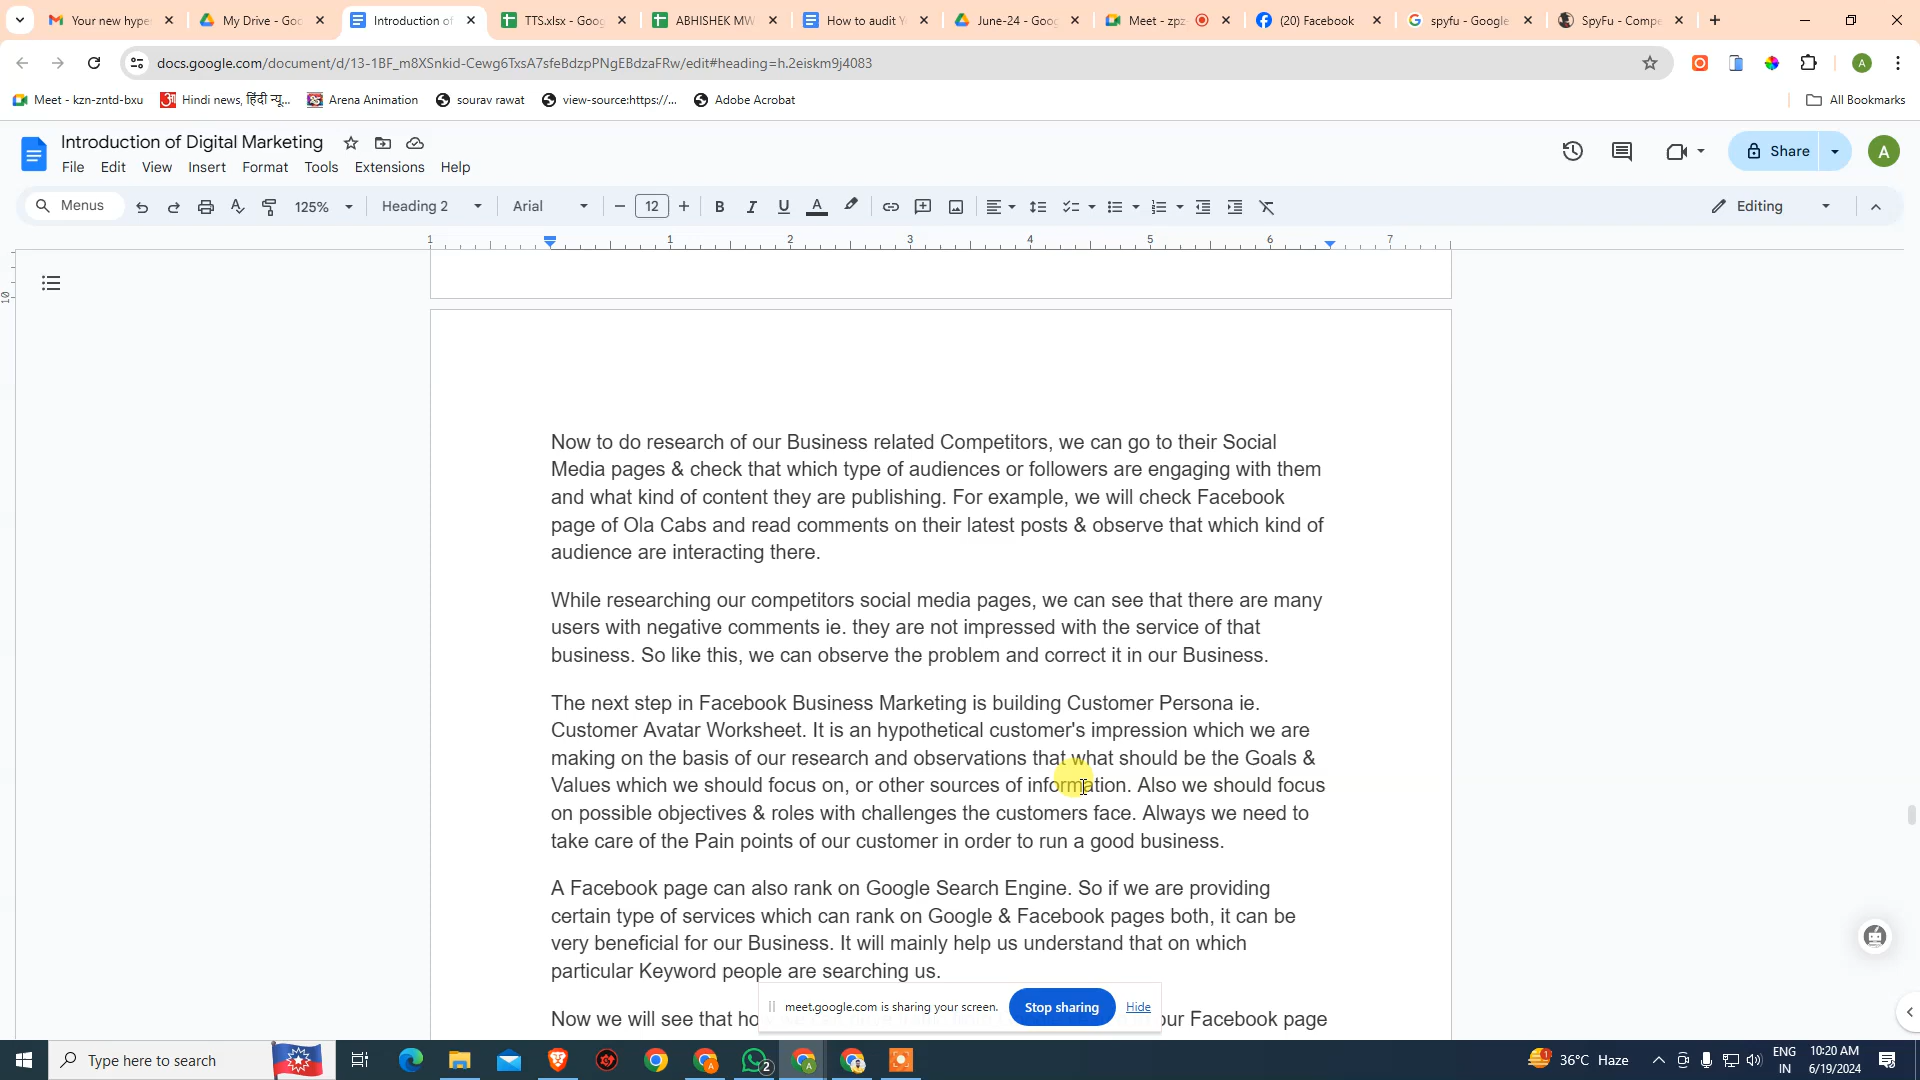 Your new hype
My Drive - Goo
Introduction of
TTS.xlsx - Goog
ABHISHEK MW
How to audit Y
June-24 - Goog
Meet - zpz-
(20) Facebook
spyfu - Google
SpyFu - Compe
docs.google.com/document/d/13-1BF_m8XSnkid-Cewg6TxsA7sfeBdzpPNgEBdzaFRw/edit#heading=h.2eiskm9j4083
A
Meet - kzn-zntd-bxu
Hindi news, हिंदी न्यू...
Arena Animation
sourav rawat
view-source:https://...
Adobe Acrobat
All Bookmarks
Introduction of Digital Marketing
File Edit View Insert Format Tools Extensions Help
Share
A
Menus
125%
Heading 2
Arial
12
B I U A
Editing
1 1 2 3 4 5 6 7
10
Now to do research of our Business related Competitors, we can go to their Social
Media pages & check that which type of audiences or followers are engaging with them
and what kind of content they are publishing. For example, we will check Facebook
page of Ola Cabs and read comments on their latest posts & observe that which kind of
audience are interacting there.
While researching our competitors social media pages, we can see that there are many
users with negative comments ie. they are not impressed with the service of that
business. So like this, we can observe the problem and correct it in our Business.
The next step in Facebook Business Marketing is building Customer Persona ie.
Customer Avatar Worksheet. It is an hypothetical customer's impression which we are
making on the basis of our research and observations that what should be the Goals &
Values which we should focus on, or other sources of information. Also we should focus
on possible objectives & roles with challenges the customers face. Always we need to
take care of the Pain points of our customer in order to run a good business.
A Facebook page can also rank on Google Search Engine. So if we are providing
certain type of services which can rank on Google & Facebook pages both, it can be
very beneficial for our Business. It will mainly help us understand that on which
particular Keyword people are searching us.
Now we will see that ho
ur Facebook page
meet.google.com is sharing your screen.
Stop sharing
Hide
Type here to search
2
1
36°C Haze
ENG
IN
10:20 AM
6/19/2024